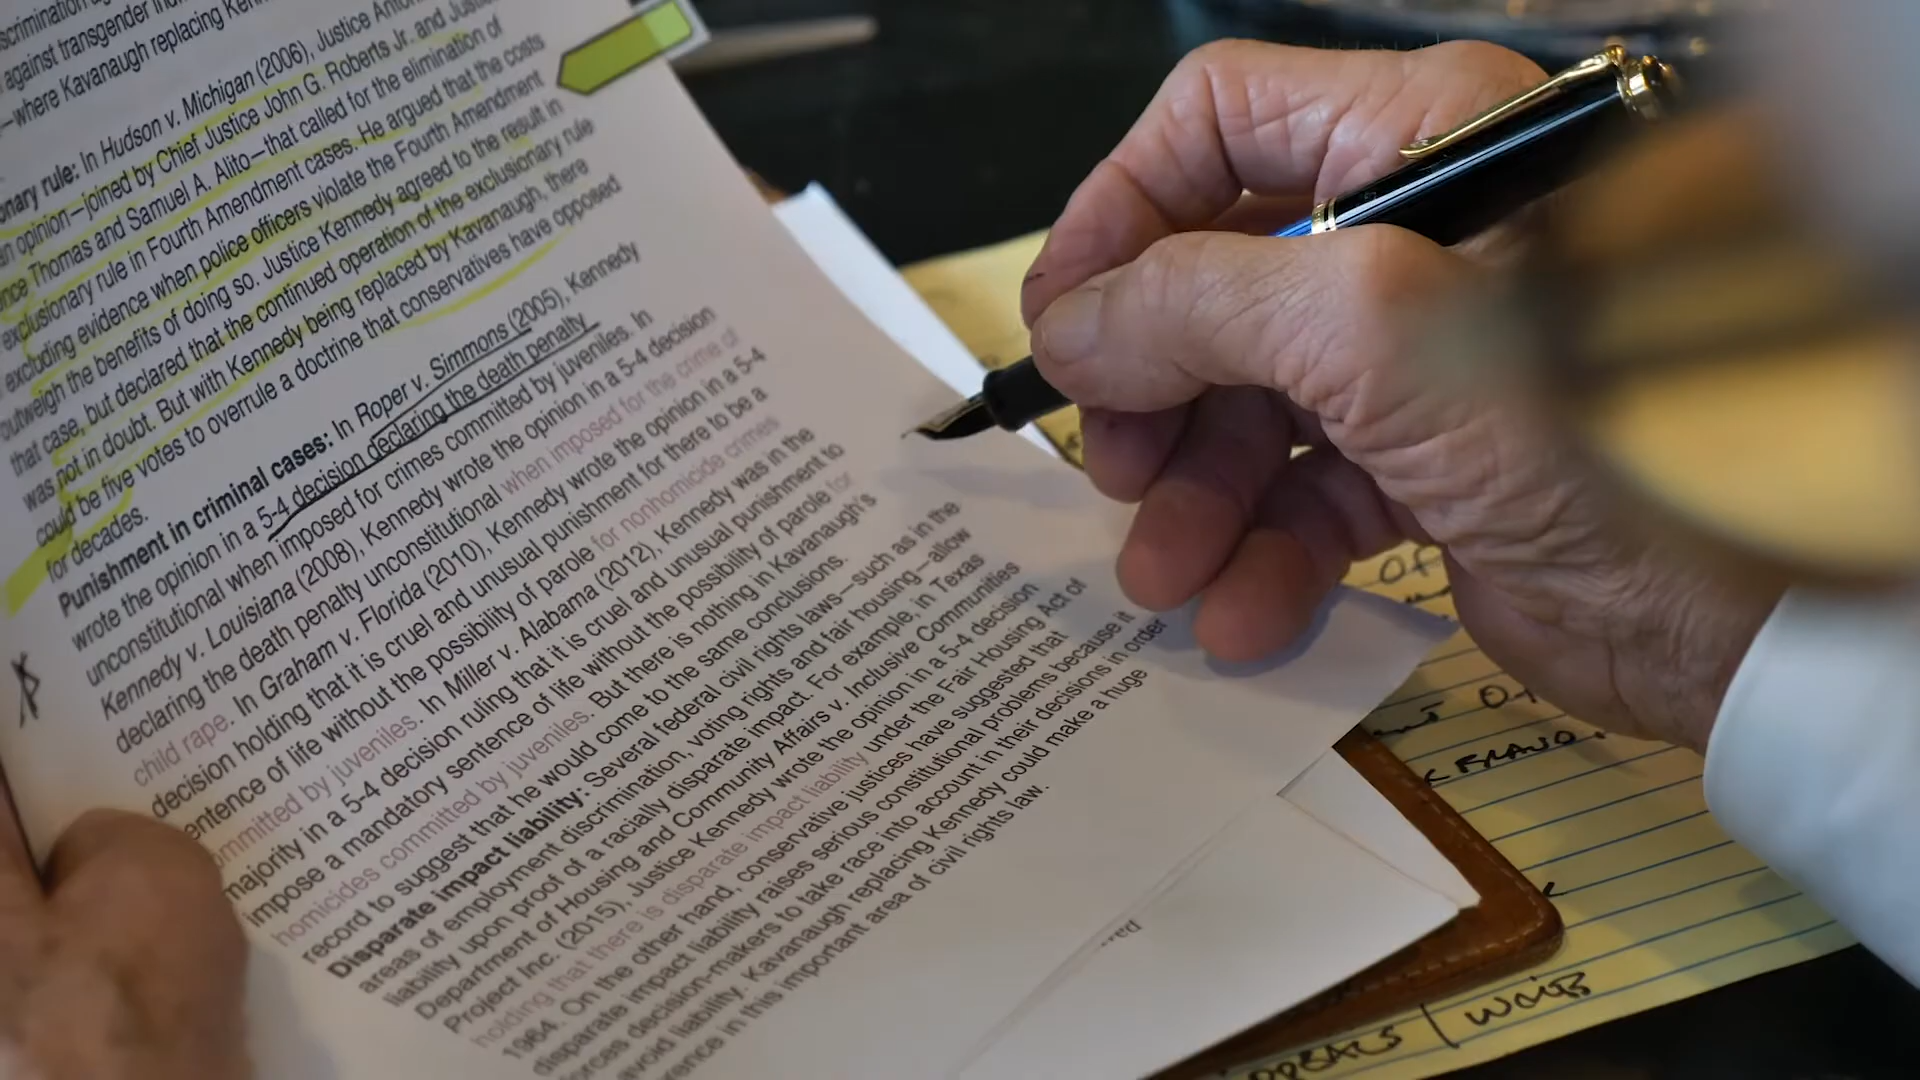 scrimination
against transgender
—where Kavanaugh replacing
onary rule: In Hudson v. Michigan (2006), Justice
an opinion—joined by Chief Justice John G. Roberts Jr. and
nce Thomas and Samuel A. Alito—that called for the elimination of
exclusionary rule in Fourth Amendment cases. He argued that the costs
excluding evidence when police officers violate the Fourth Amendment
outweigh the benefits of doing so. Justice Kennedy agreed to the result in
that case, but declared that the continued operation of the exclusionary rule
was not in doubt. But with Kennedy being replaced by Kavanaugh, there
could be five votes to overrule a doctrine that conservatives have opposed
for decades.
Punishment in criminal cases: In Roper v. Simmons (2005), Kennedy
wrote the opinion in a 5-4 decision declaring the death penalty
unconstitutional when imposed for crimes committed by juveniles. In
Kennedy v. Louisiana (2008), Kennedy wrote the opinion in a 5-4 decision
declaring the death penalty unconstitutional when imposed for the crime of
child rape. In Graham v. Florida (2010), Kennedy wrote the opinion in a 5-4
decision holding that it is cruel and unusual punishment for there to be a
entence of life without the possibility of parole for nonhomicide crimes
ommitted by juveniles. In Miller v. Alabama (2012), Kennedy was in the
majority in a 5-4 decision ruling that it is cruel and unusual punishment to
impose a mandatory sentence of life without the possibility of parole for
homicides committed by juveniles. But there is nothing in Kavanaugh's
record to suggest that he would come to the same conclusions.
Disparate impact liability: Several federal civil rights laws—such as in the
areas of employment discrimination, voting rights and fair housing—allow
liability upon proof of a racially disparate impact. For example, in Texas
Department of Housing and Community Affairs v. Inclusive Communities
Project Inc. (2015), Justice Kennedy wrote the opinion in a 5-4 decision
holding that there is disparate impact liability under the Fair Housing Act of
1964. On the other hand, conservative justices have suggested that
disparate impact liability raises serious constitutional problems because it
forces decision-makers to take race into account in their decisions in order
avoid liability. Kavanaugh replacing Kennedy could make a huge
rence in this important area of civil rights law.